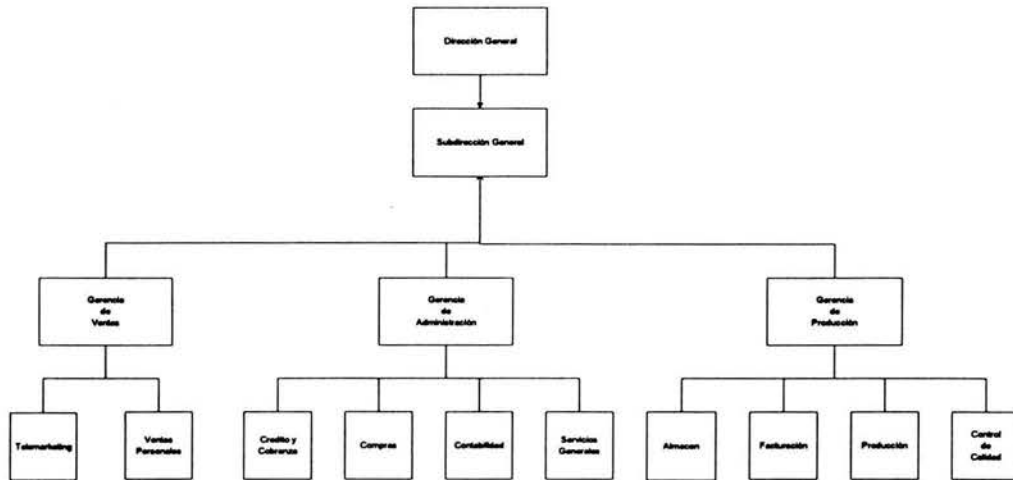 Dirección General
Subdirección General
Gerencia
de
Ventas
Gerencia
de
Administración
Gerencia
de
Producción
Telemarketing
Ventas
Personales
Credito y
Cobranza
Compras
Contabilidad
Servicios
Generales
Almacen
Facturación
Producción
Control
de
Calidad